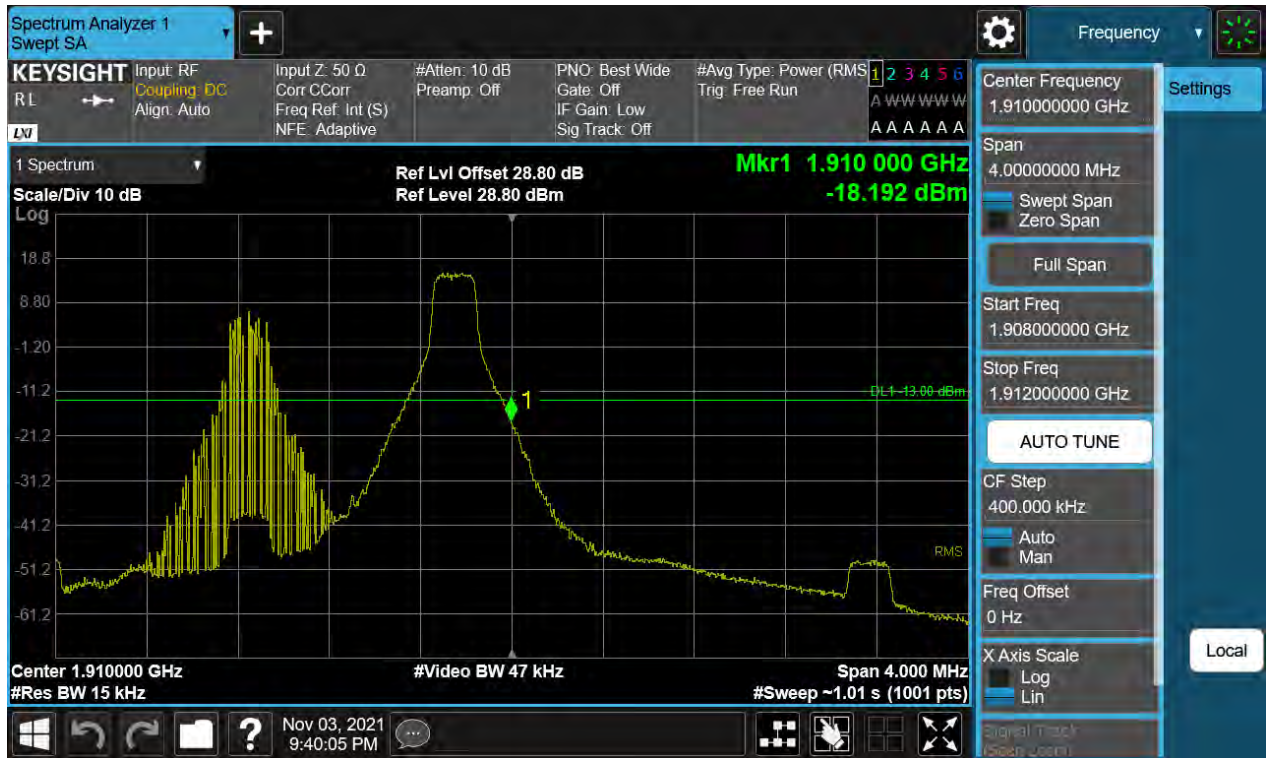 Spectrum Analyzer 1
Swept SA
+
Frequency
KEYSIGHT
RL
LXI
Input: RF
Coupling: DC
Align: Auto
Input Z: 50 Ω
Corr CCorr
Freq Ref: Int (S)
NFE: Adaptive
#Atten: 10 dB
Preamp: Off
PNO: Best Wide
Gate: Off
IF Gain: Low
Sig Track: Off
#Avg Type: Power (RMS
Trig: Free Run
1 2 3 4 5 6
A W W W W W
A A A A A A
1 Spectrum
Scale/Div 10 dB
Log
Ref Lvl Offset 28.80 dB
Ref Level 28.80 dBm
Mkr1 1.910 000 GHz
-18.192 dBm
18.8
8.80
-1.20
-11.2
-21.2
-31.2
-41.2
-51.2
-61.2
1
DL1 -13.00 dBm
RMS
Center 1.910000 GHz
#Video BW 47 kHz
Span 4.000 MHz
#Res BW 15 kHz
#Sweep ~1.01 s (1001 pts)
Center Frequency
1.910000000 GHz
Span
4.00000000 MHz
Swept Span
Zero Span
Full Span
Start Freq
1.908000000 GHz
Stop Freq
1.912000000 GHz
AUTO TUNE
CF Step
400.000 kHz
Auto
Man
Freq Offset
0 Hz
X Axis Scale
Log
Lin
Signal Track
(Span Zoom)
Settings
Local
?
Nov 03, 2021
9:40:05 PM